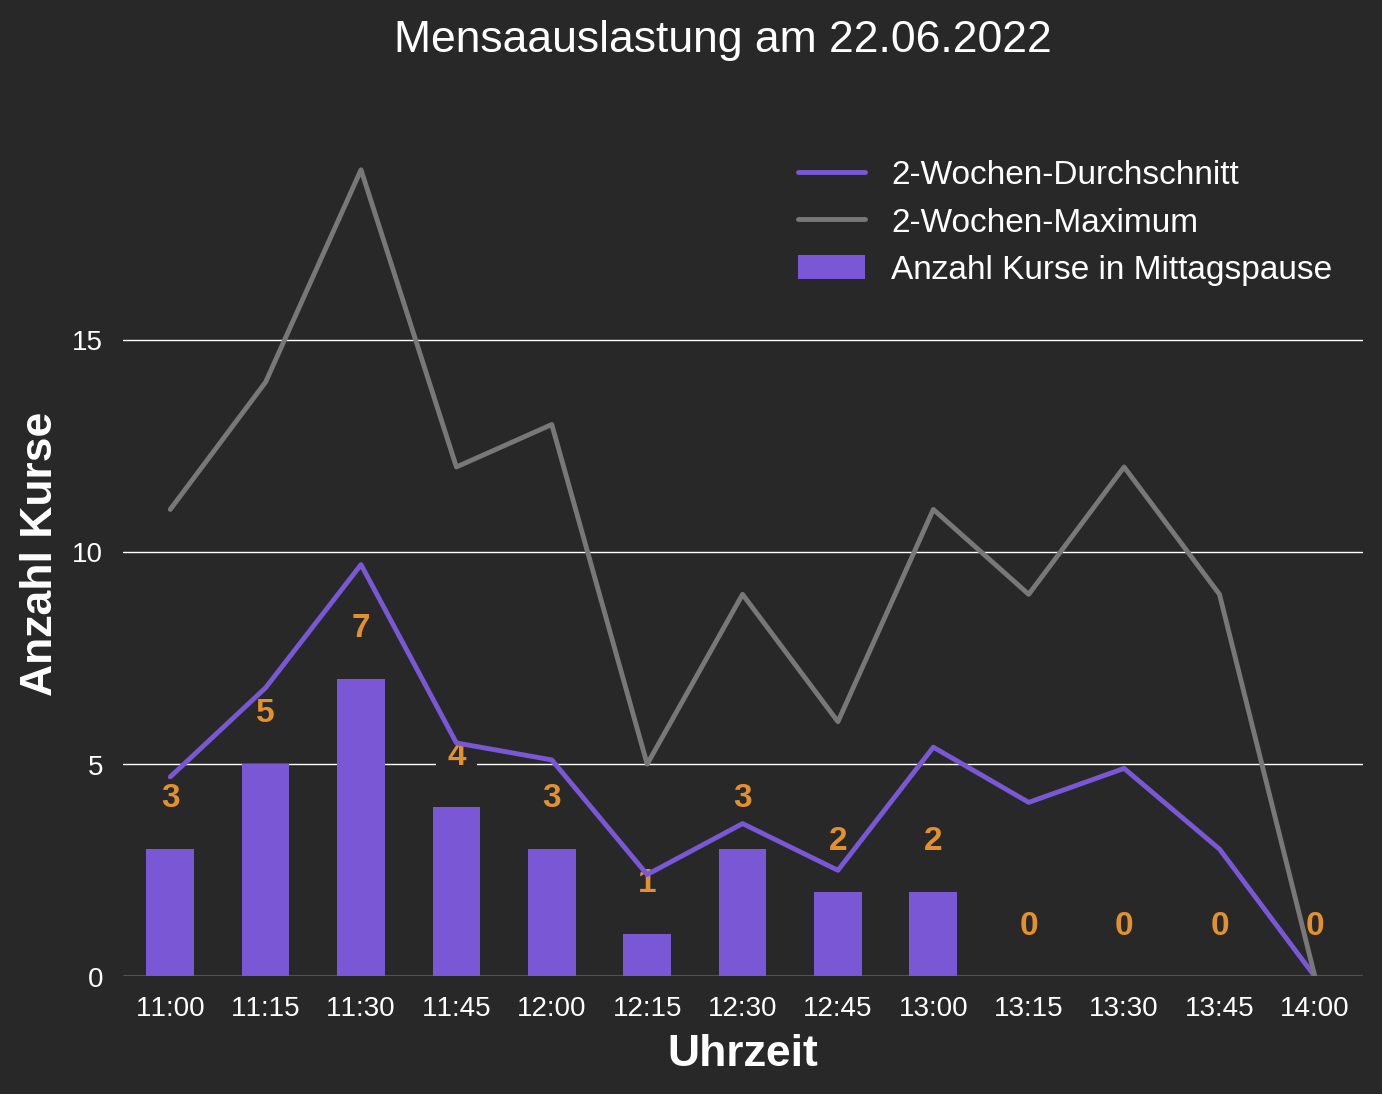 Mensaauslastung am 22.06.2022
2-Wochen-Durchschnitt
2-Wochen-Maximum
Anzahl Kurse in Mittagspause
Anzahl Kurse
15
10
5
0
3
5
7
4
3
1
3
2
2
0
0
0
0
11:00 11:15 11:30 11:45 12:00 12:15 12:30 12:45 13:00 13:15 13:30 13:45 14:00
Uhrzeit